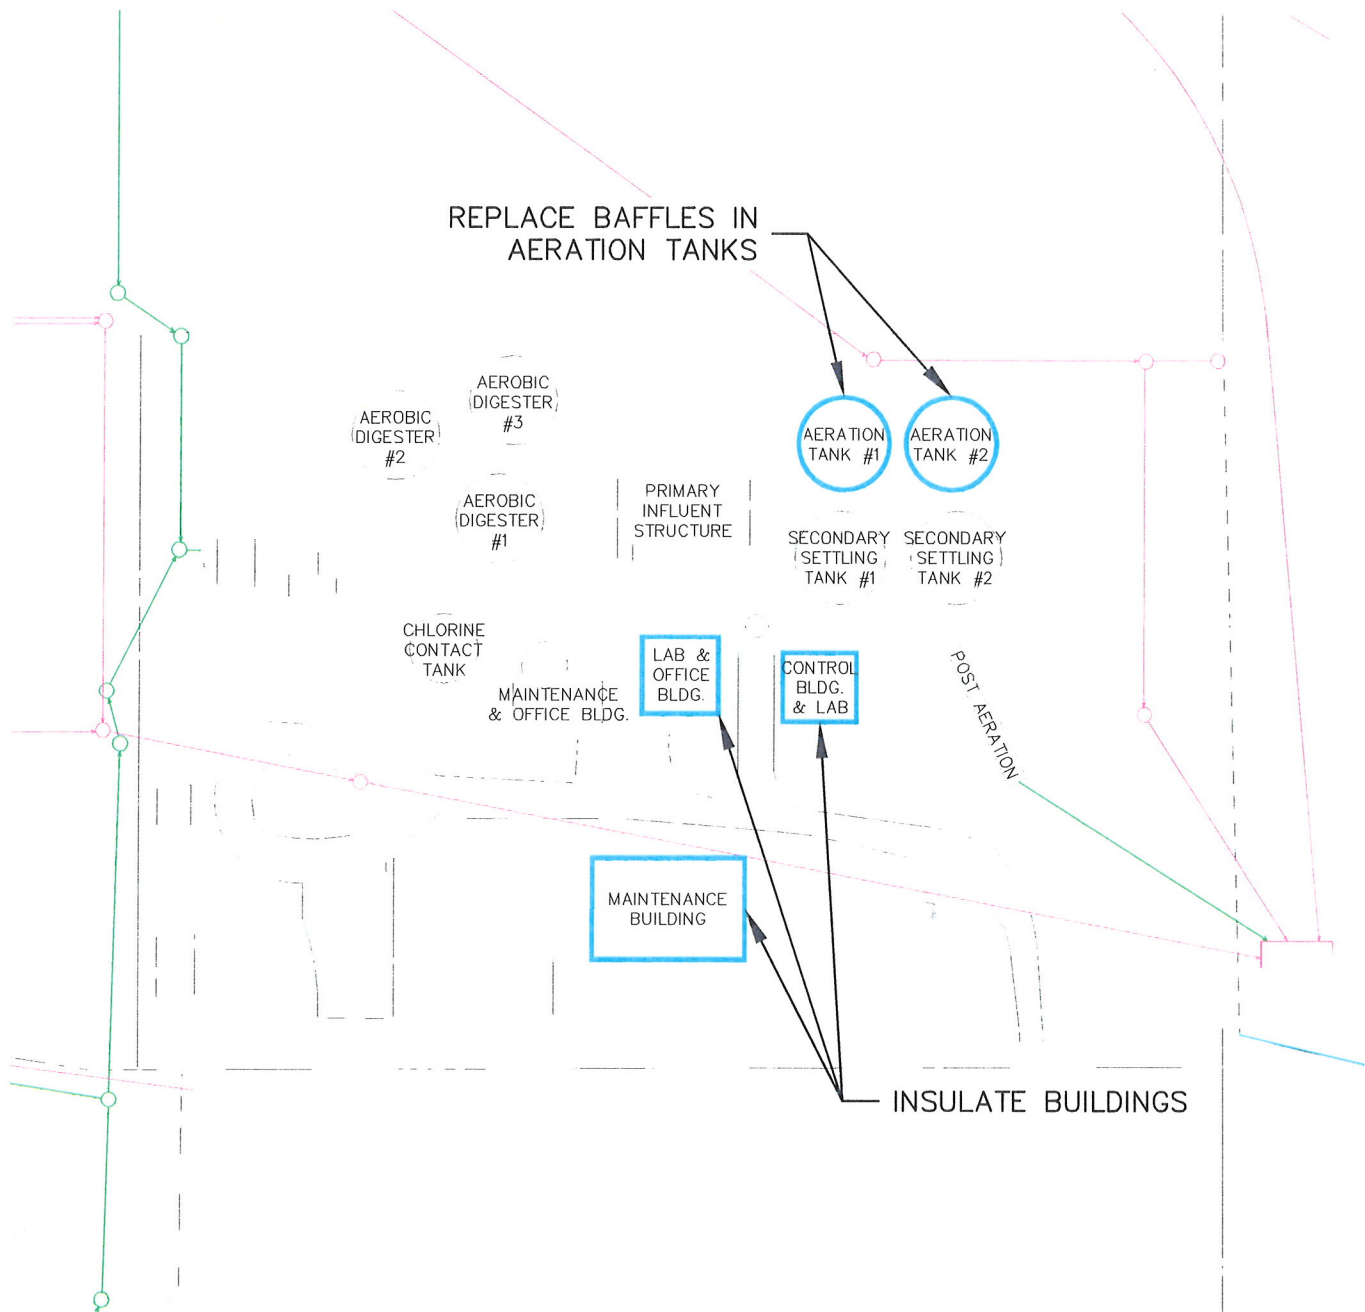 REPLACE BAFFLES IN
AERATION TANKS
AEROBIC
DIGESTER
#3
AEROBIC
DIGESTER
#2
AERATION
TANK #1
AERATION
TANK #2
AEROBIC
DIGESTER
#1
PRIMARY
INFLUENT
STRUCTURE
SECONDARY
SETTLING
TANK #1
SECONDARY
SETTLING
TANK #2
CHLORINE
CONTACT
TANK
MAINTENANCE
& OFFICE BLDG.
LAB &
OFFICE
BLDG.
CONTROL
BLDG.
& LAB
POST AERATION
MAINTENANCE
BUILDING
INSULATE BUILDINGS